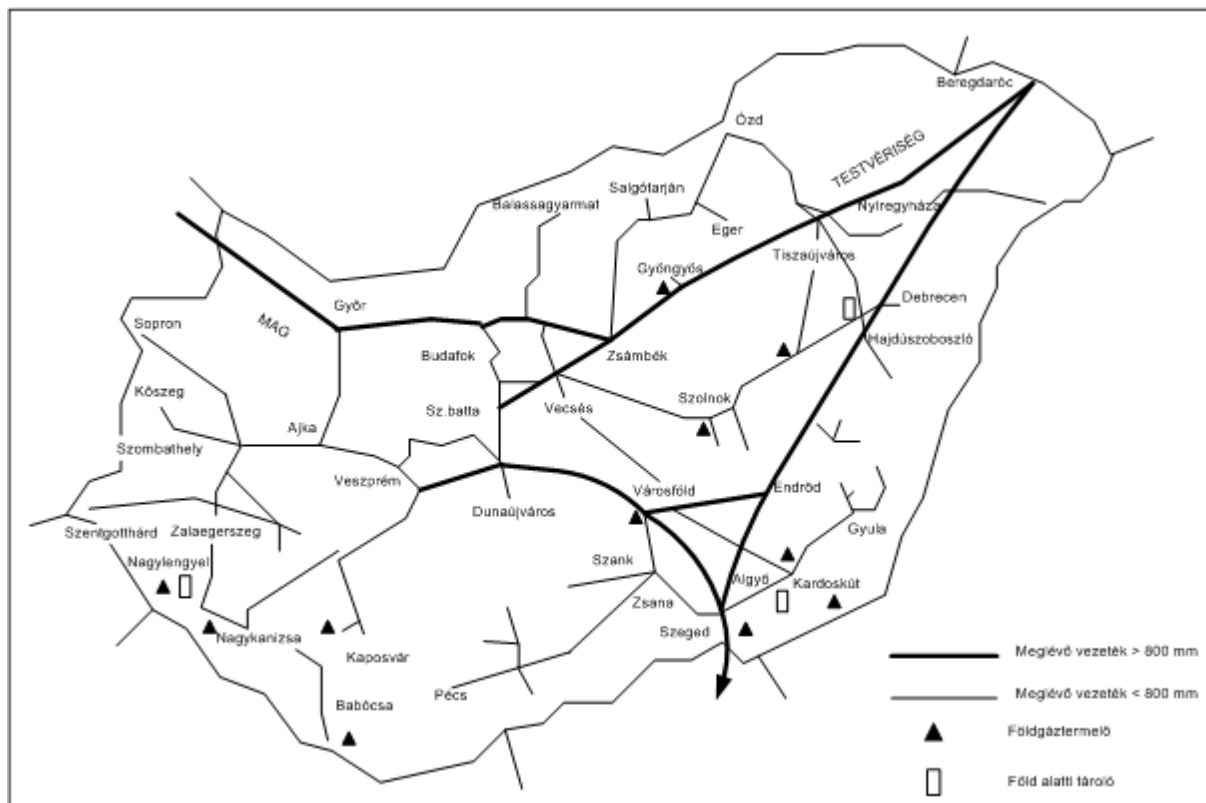 Beregdaróc
Ózd
TESTVÉRISÉG
Salgótarján
Balassagyarmat
Nyíregyháza
Eger
Tiszaújváros
Gyöngyös
Debrecen
Győr
MAG
Sopron
Hajdúszoboszló
Budafok
Zsámbék
Kőszeg
Szolnok
Sz.batta
Vecsés
Ajka
Szombathely
Veszprém
Városföld
Endrőd
Dunaújváros
Szentgotthárd
Zalaegerszeg
Gyula
Nagylengyel
Szank
Algyő
Kardoskút
Zsana
Szeged
Nagykanizsa
Kaposvár
Meglévő vezeték > 800 mm
Pécs
Meglévő vezeték < 800 mm
Babócsa
Földgáztermelő
Föld alatti tároló